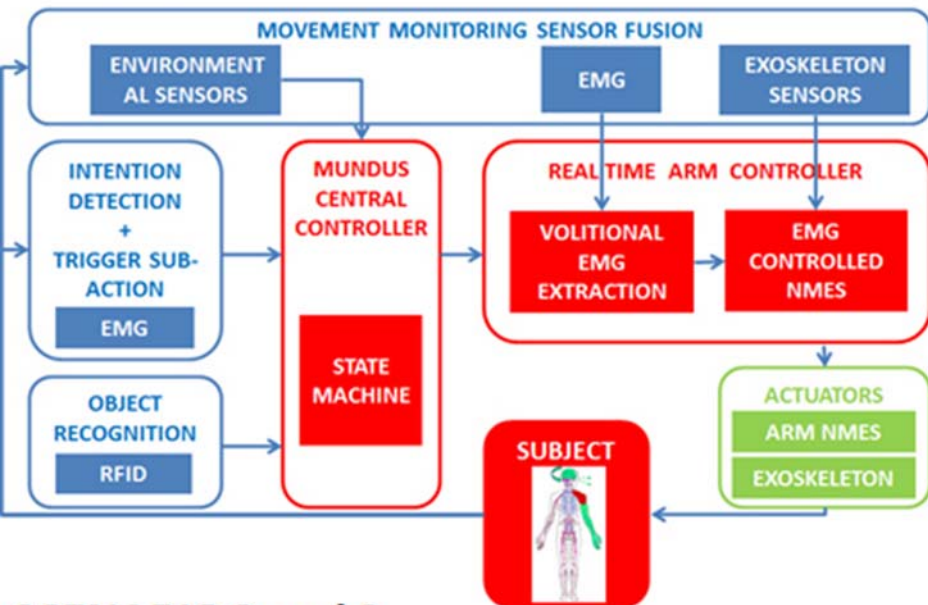 MOVEMENT MONITORING SENSOR FUSION
ENVIRONMENT
AL SENSORS
EMG
EXOSKELETON
SENSORS
INTENTION
DETECTION
+
TRIGGER SUB-
ACTION
EMG
OBJECT
RECOGNITION
RFID
MUNDUS
CENTRAL
CONTROLLER
STATE
MACHINE
REAL TIME ARM CONTROLLER
VOLITIONAL
EMG
EXTRACTION
EMG
CONTROLLED
NMES
ACTUATORS
ARM NMES
EXOSKELETON
SUBJECT